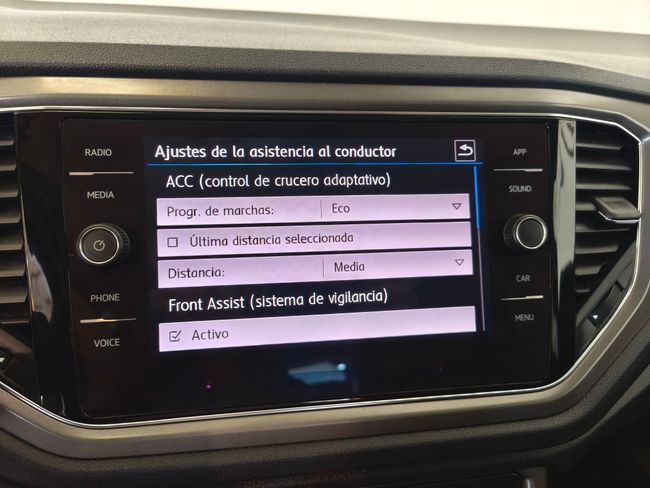 RADIO
MEDIA
PHONE
VOICE
Ajustes de la asistencia al conductor
ACC (control de crucero adaptativo)
Progr. de marchas: Eco
Última distancia seleccionada
Distancia: Media
Front Assist (sistema de vigilancia)
Activo
APP
SOUND
CAR
MENU